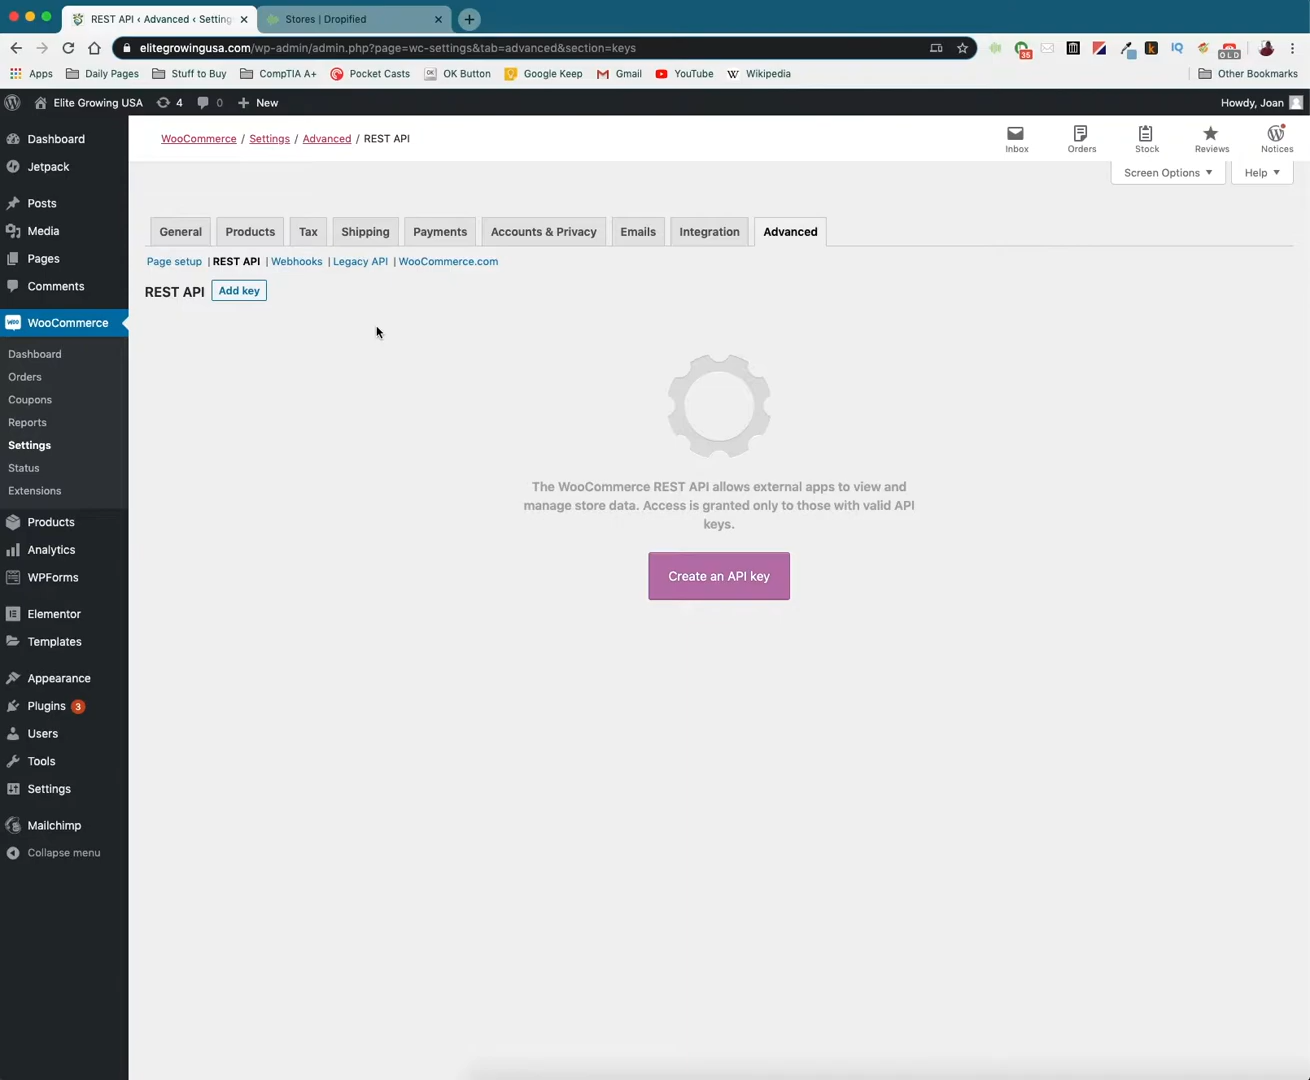 REST API ‹ Advanced ‹ Setting
Stores | Dropified
elitegrowingusa.com/wp-admin/admin.php?page=wc-settings&tab=advanced&section=keys
35
OLD
Apps
Daily Pages
Stuff to Buy
CompTIA A+
Pocket Casts
OK Button
Google Keep
Gmail
YouTube
Wikipedia
Other Bookmarks
Elite Growing USA
4
0
New
Howdy, Joan
Dashboard
Jetpack
Posts
Media
Pages
Comments
WooCommerce
Dashboard
Orders
Coupons
Reports
Settings
Status
Extensions
Products
Analytics
WPForms
Elementor
Templates
Appearance
Plugins 3
Users
Tools
Settings
Mailchimp
Collapse menu
WooCommerce / Settings / Advanced / REST API
Inbox
Orders
Stock
Reviews
Notices
Screen Options
Help
General
Products
Tax
Shipping
Payments
Accounts & Privacy
Emails
Integration
Advanced
Page setup | REST API | Webhooks | Legacy API | WooCommerce.com
REST API Add key
The WooCommerce REST API allows external apps to view and
manage store data. Access is granted only to those with valid API
keys.
Create an API key